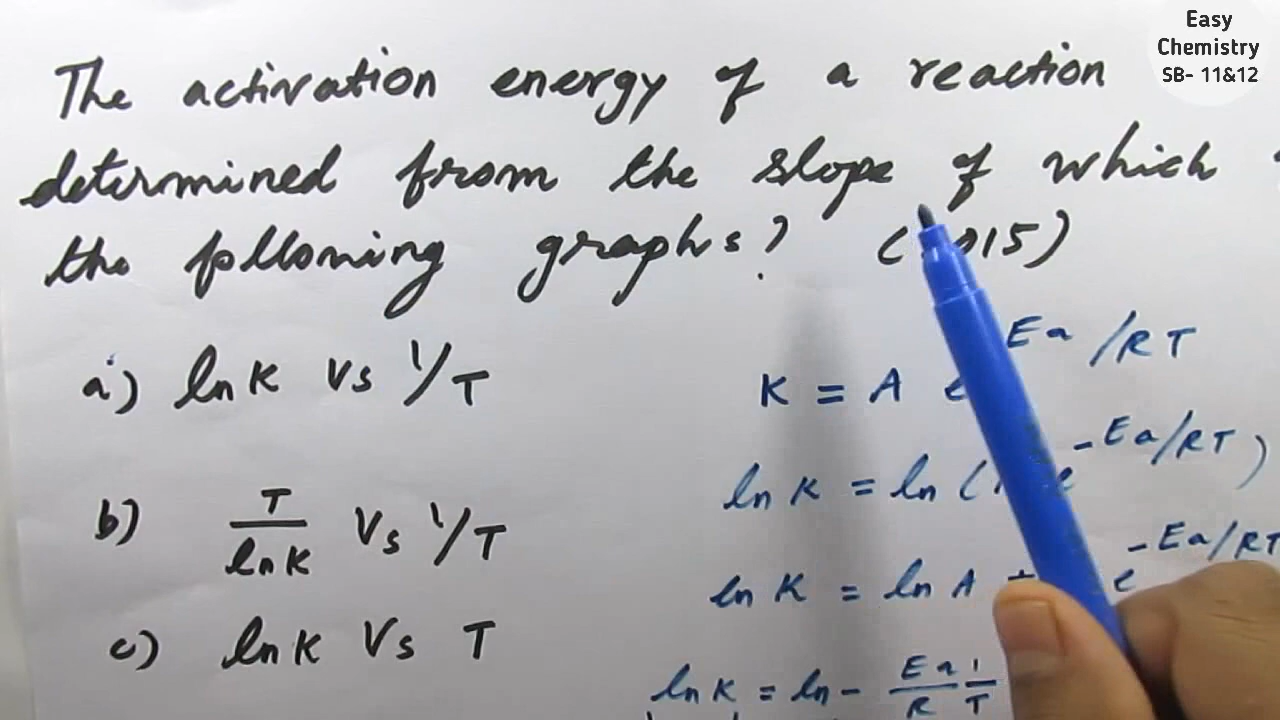 Easy
Chemistry
SB- 11&12
The activation energy of a reaction
determined from the slope of which
the following graphs? ( 15)
a) ln K Vs 1/T
b) T/ln K Vs 1/T
c) ln K Vs T
K = A e Ea/RT
ln K = ln ( e -Ea/RT )
ln K = ln A + e -Ea/RT
ln K = ln - Ea/R 1/T